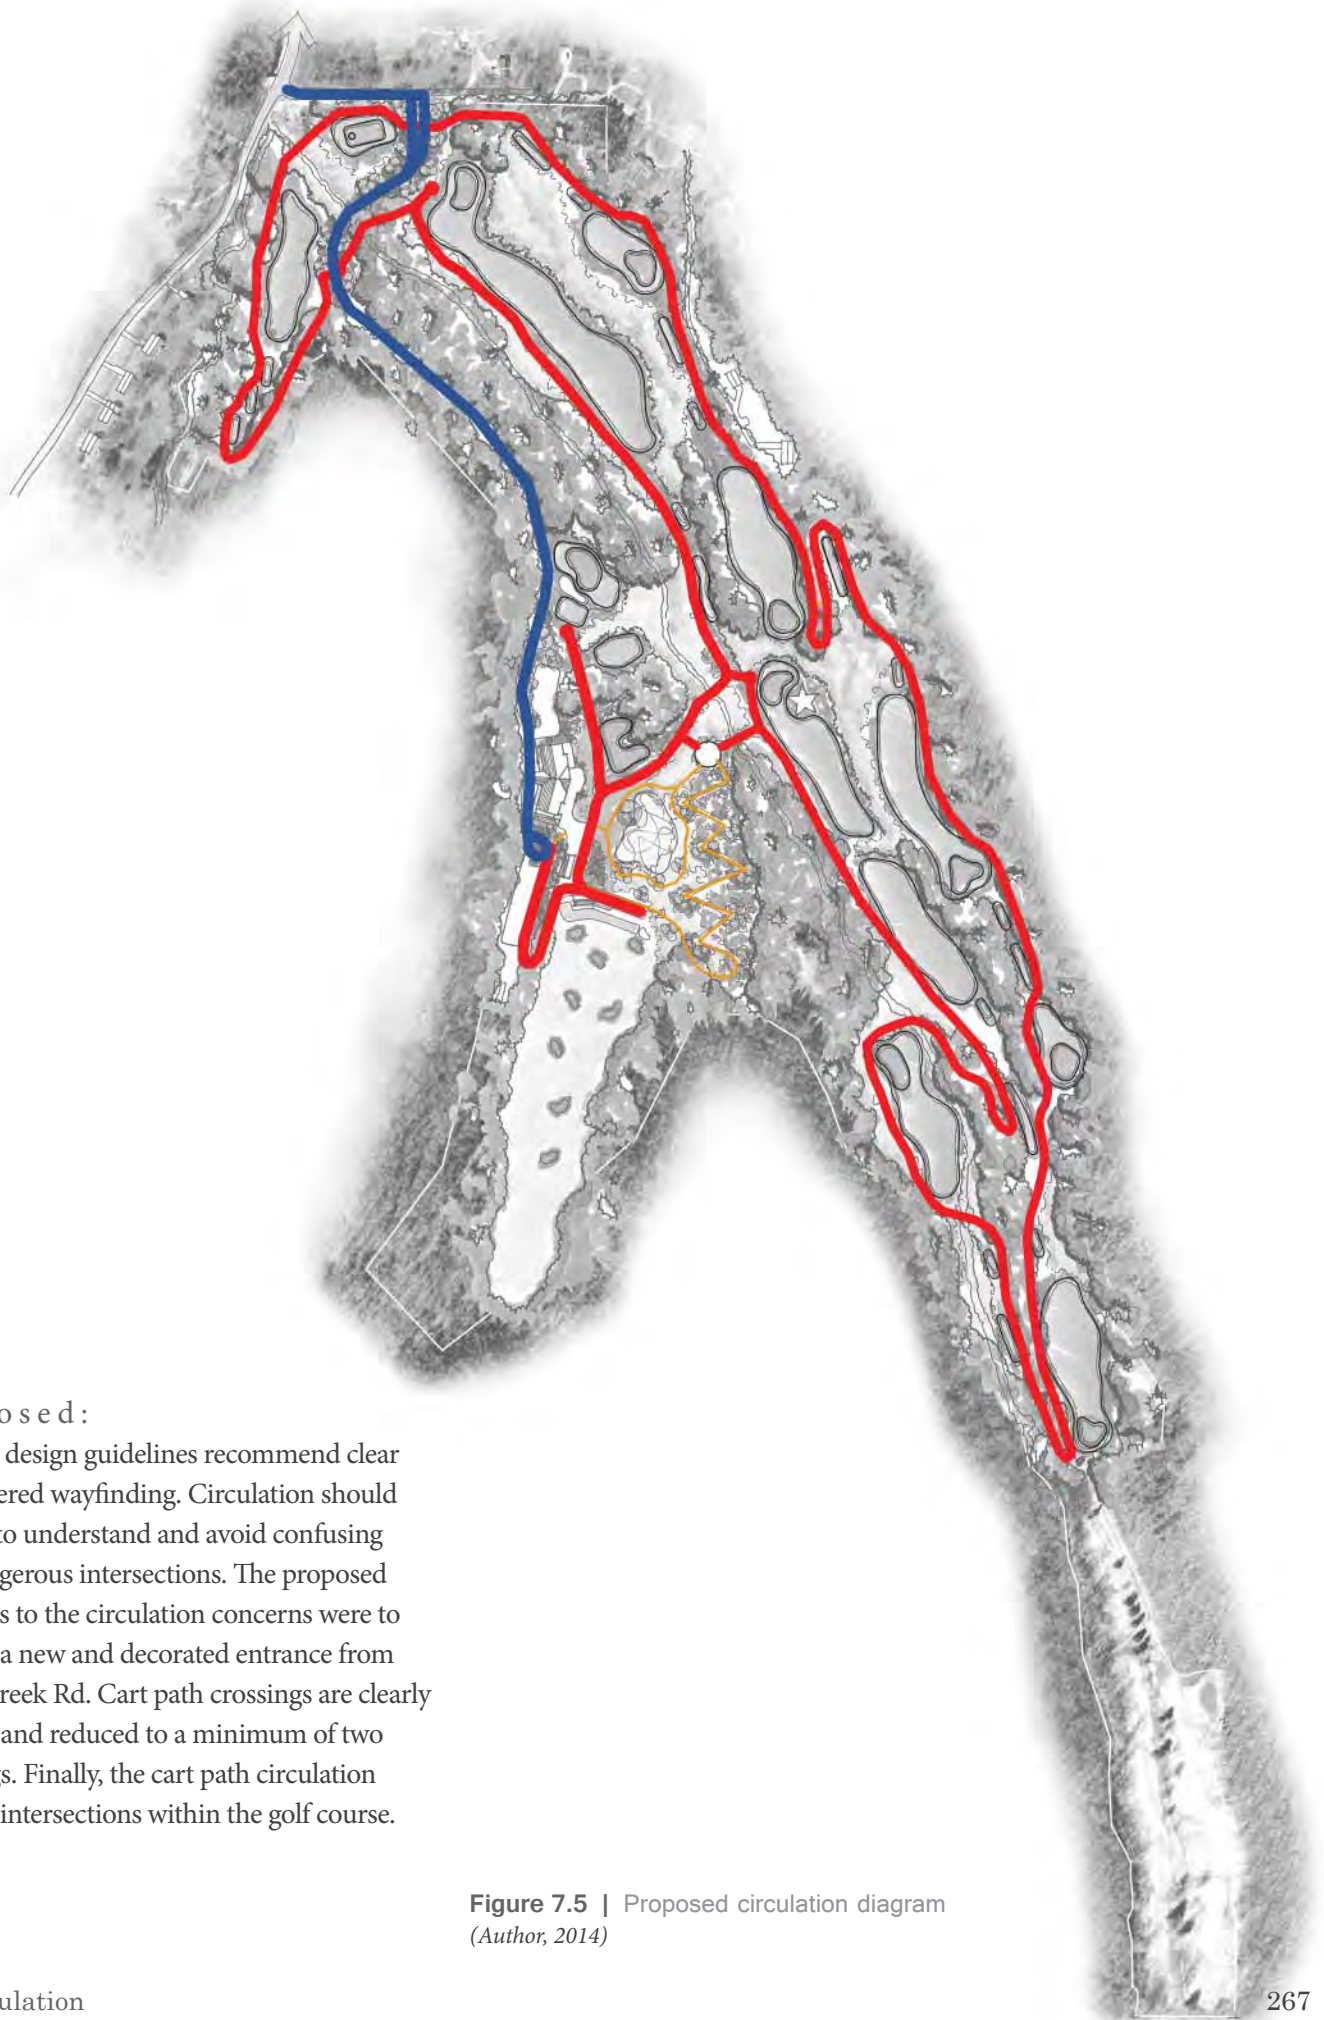 osed:
design guidelines recommend clear
ered wayfinding. Circulation should
to understand and avoid confusing
gerous intersections. The proposed
s to the circulation concerns were to
a new and decorated entrance from
reek Rd. Cart path crossings are clearly
and reduced to a minimum of two
s. Finally, the cart path circulation
intersections within the golf course.
Figure 7.5 | Proposed circulation diagram
(Author, 2014)
ulation
267